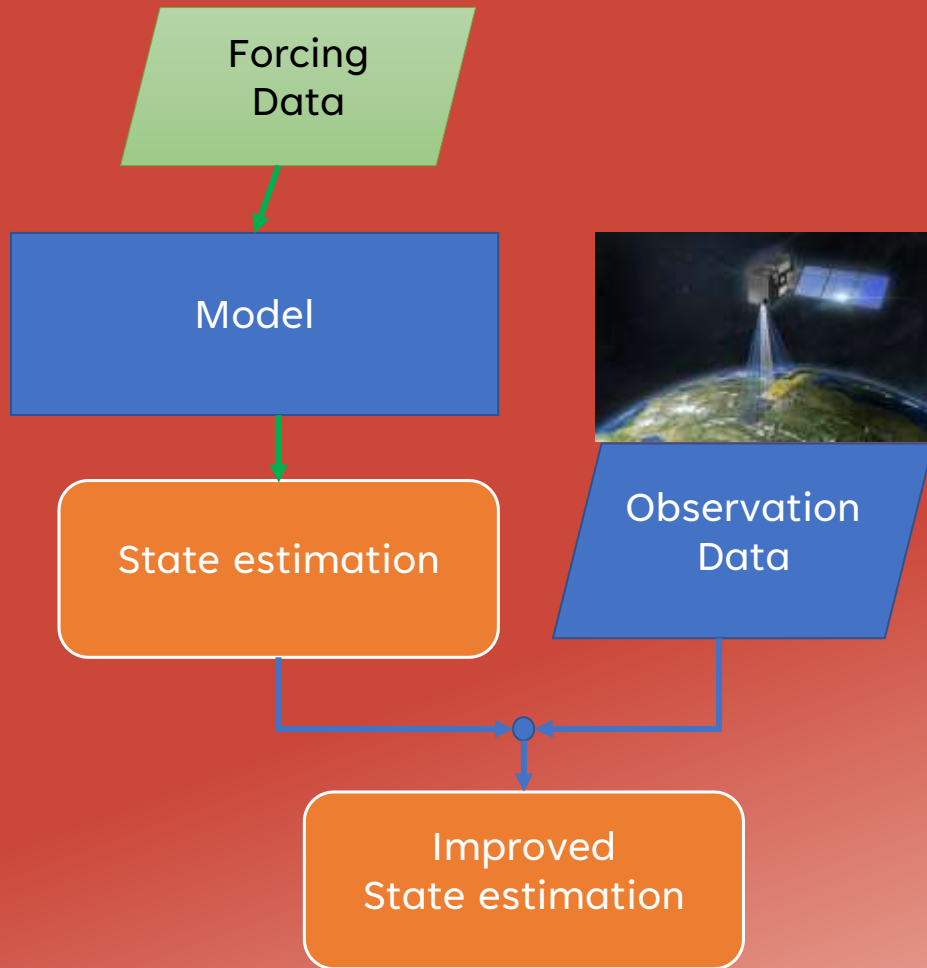 Forcing
Data
Model
State estimation
Observation
Data
Improved
State estimation